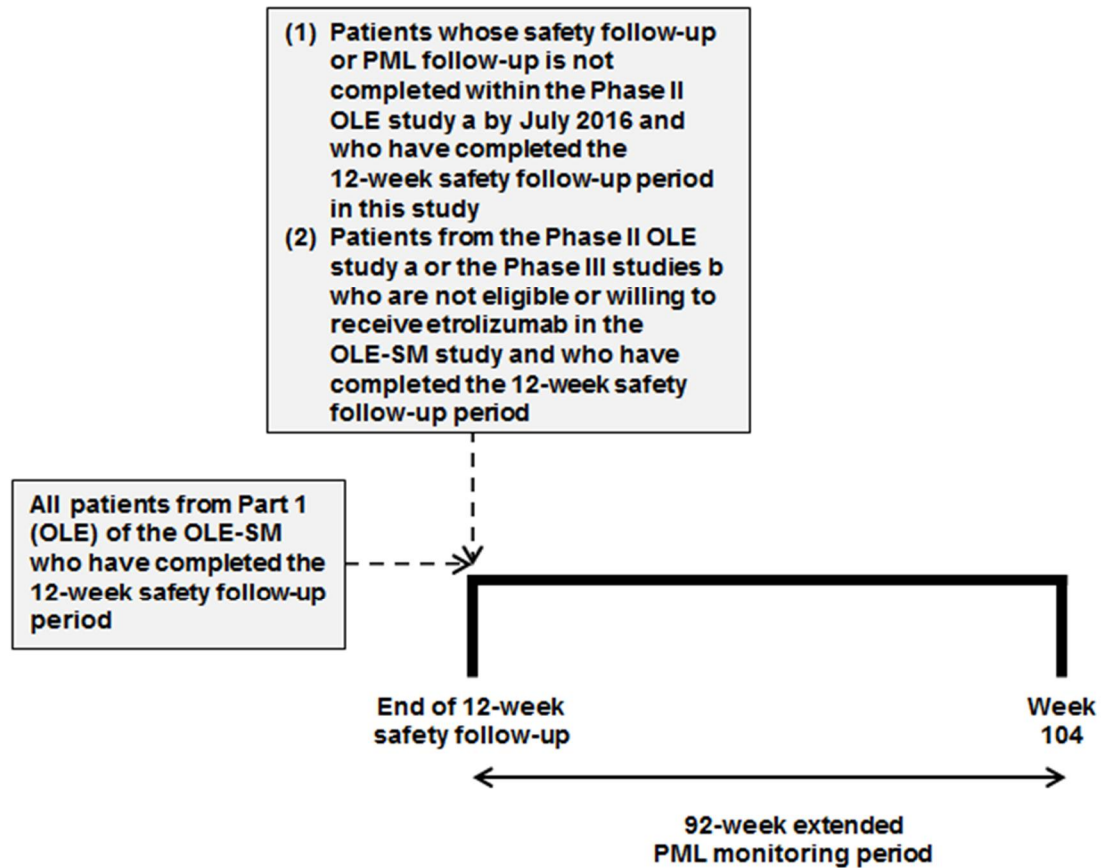 (1) Patients whose safety follow-up
or PML follow-up is not
completed within the Phase II
OLE study a by July 2016 and
who have completed the
12-week safety follow-up period
in this study
(2) Patients from the Phase II OLE
study a or the Phase III studies b
who are not eligible or willing to
receive etrolizumab in the
OLE-SM study and who have
completed the 12-week safety
follow-up period
All patients from Part 1
(OLE) of the OLE-SM
who have completed the
12-week safety follow-up
period
End of 12-week
safety follow-up
Week
104
92-week extended
PML monitoring period